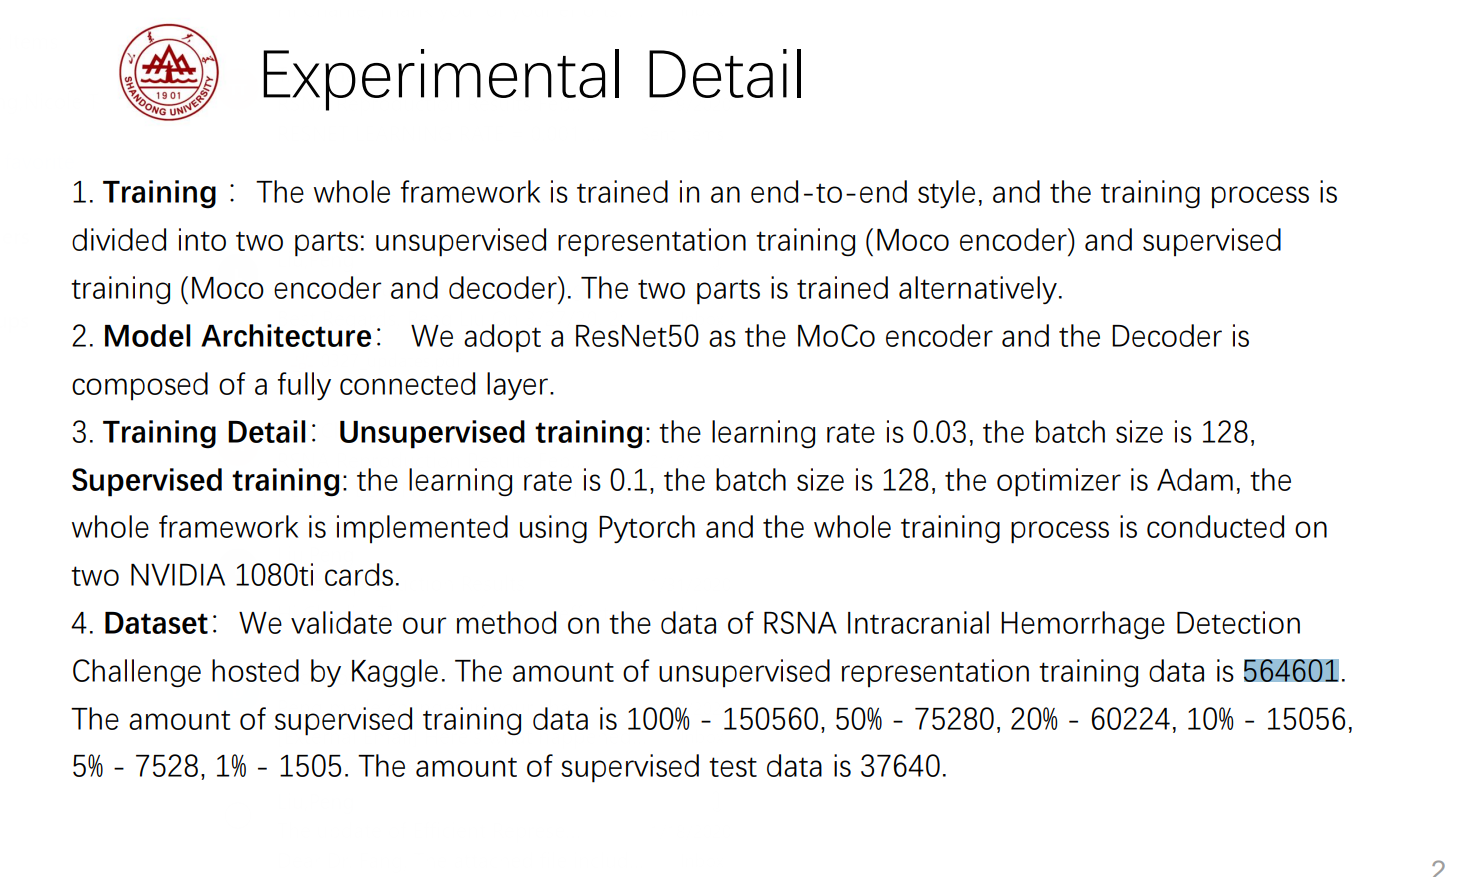 SHANDONG UNIVERSITY
1901
Experimental Detail
1. Training： The whole framework is trained in an end-to-end style, and the training process is
divided into two parts: unsupervised representation training (Moco encoder) and supervised
training (Moco encoder and decoder). The two parts is trained alternatively.
2. Model Architecture： We adopt a ResNet50 as the MoCo encoder and the Decoder is
composed of a fully connected layer.
3. Training Detail： Unsupervised training: the learning rate is 0.03, the batch size is 128,
Supervised training: the learning rate is 0.1, the batch size is 128, the optimizer is Adam, the
whole framework is implemented using Pytorch and the whole training process is conducted on
two NVIDIA 1080ti cards.
4. Dataset： We validate our method on the data of RSNA Intracranial Hemorrhage Detection
Challenge hosted by Kaggle. The amount of unsupervised representation training data is 564601.
The amount of supervised training data is 100% - 150560, 50% - 75280, 20% - 60224, 10% - 15056,
5% - 7528, 1% - 1505. The amount of supervised test data is 37640.
2